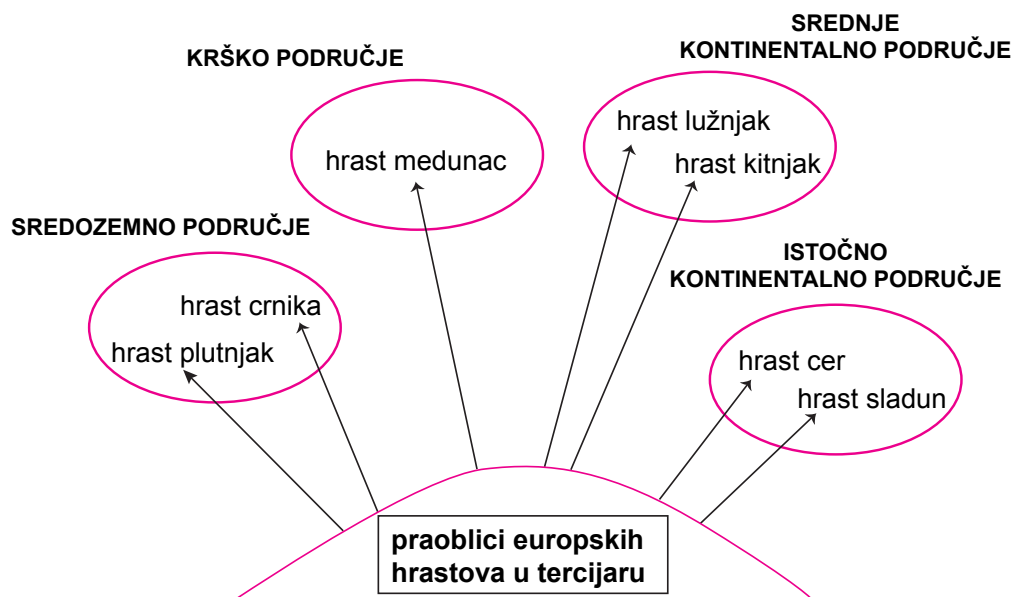 SREDNJE
KONTINENTALNO PODRUČJE
KRŠKO PODRUČJE
hrast lužnjak
hrast kitnjak
hrast medunac
SREDOZEMNO PODRUČJE
ISTOČNO
KONTINENTALNO PODRUČJE
hrast crnika
hrast plutnjak
hrast cer
hrast sladun
praoblici europskih
hrastova u tercijaru